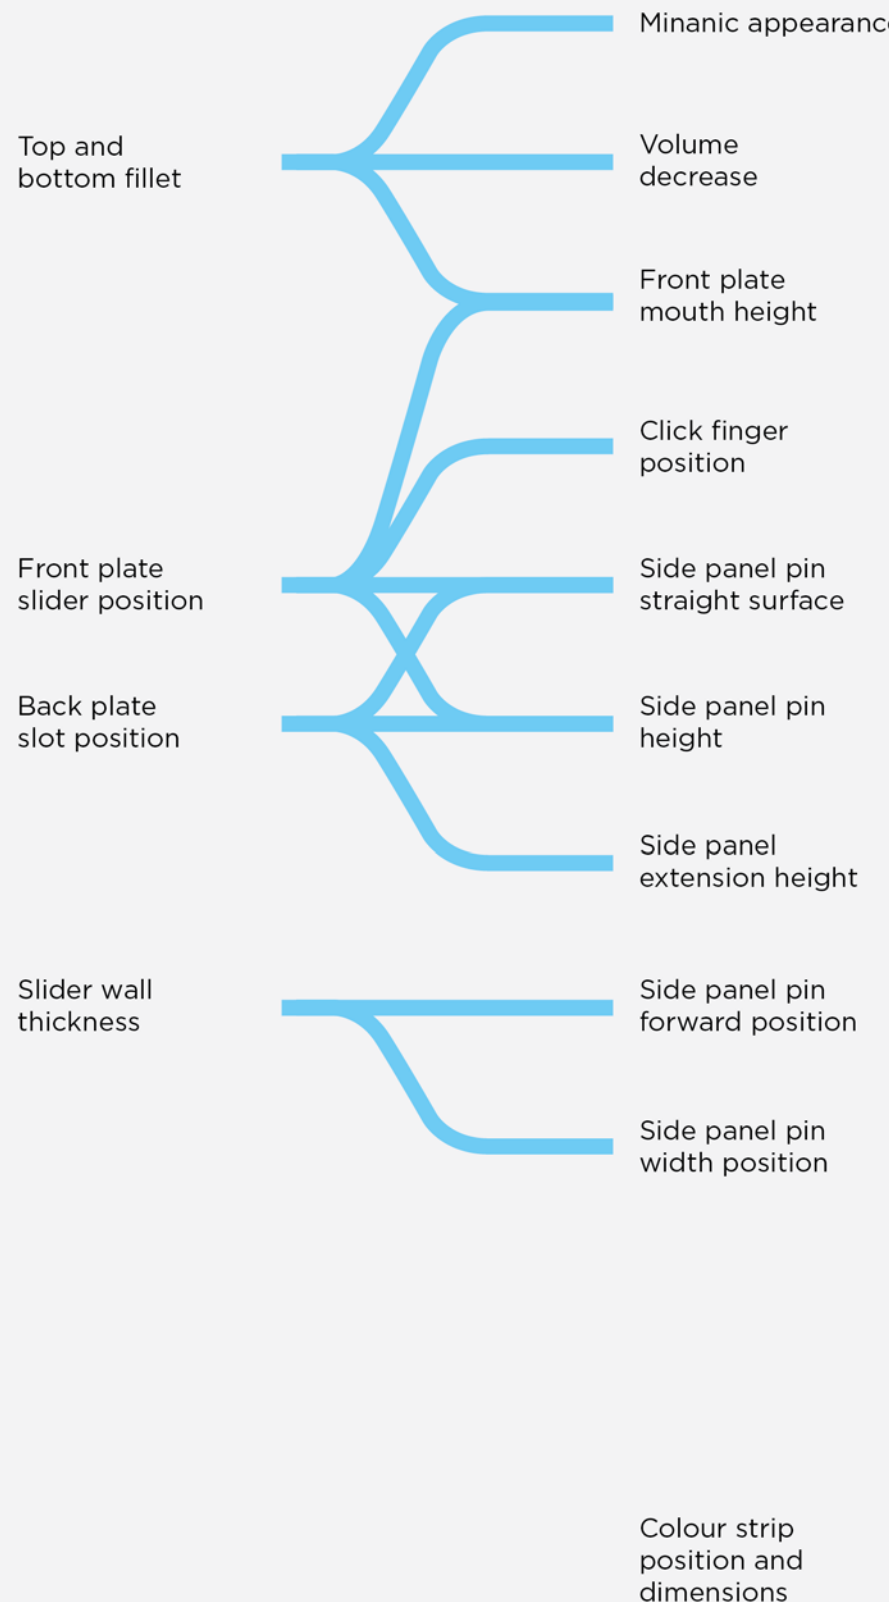 Minanic appearance
Top and
bottom fillet
Volume
decrease
Front plate
mouth height
Click finger
position
Front plate
slider position
Side panel pin
straight surface
Back plate
slot position
Side panel pin
height
Side panel
extension height
Slider wall
thickness
Side panel pin
forward position
Side panel pin
width position
Colour strip
position and
dimensions